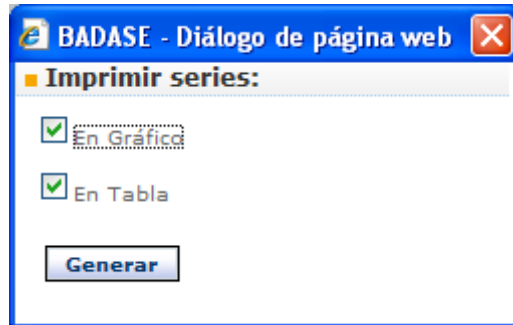 BADASE - Diálogo de página web
Imprimir series:
En Gráfico
En Tabla
Generar